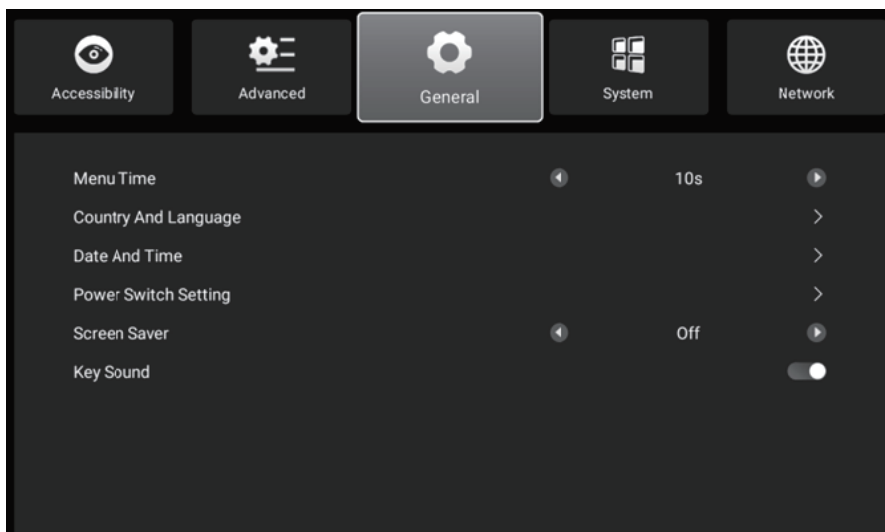 Accessibility
Advanced
General
System
Network
Menu Time 10s
Country And Language
Date And Time
Power Switch Setting
Screen Saver Off
Key Sound